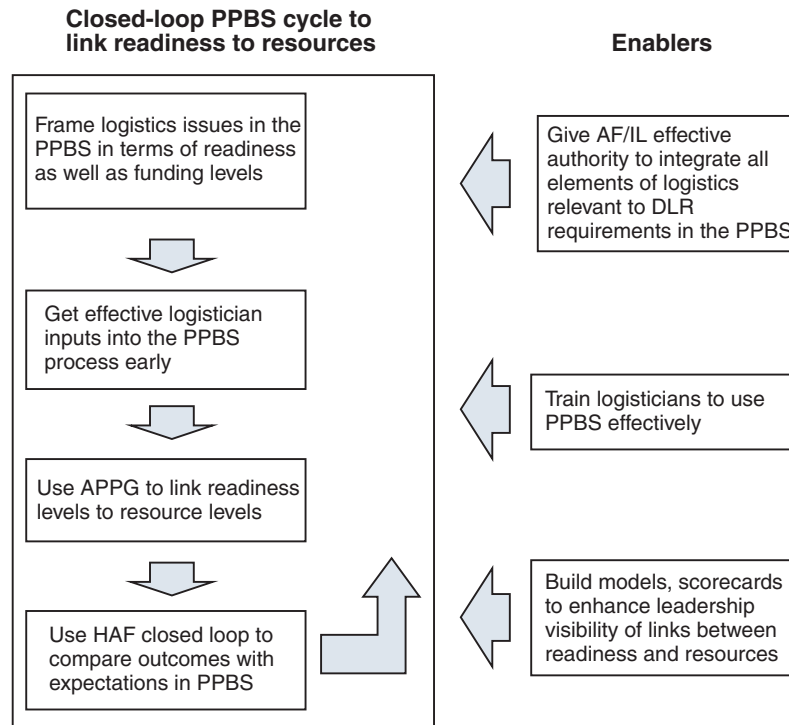 Closed-loop PPBS cycle to
link readiness to resources
Enablers
Frame logistics issues in the
PPBS in terms of readiness
as well as funding levels
Give AF/IL effective
authority to integrate all
elements of logistics
relevant to DLR
requirements in the PPBS
Get effective logistician
inputs into the PPBS
process early
Train logisticians to use
PPBS effectively
Use APPG to link readiness
levels to resource levels
Use HAF closed loop to
compare outcomes with
expectations in PPBS
Build models, scorecards
to enhance leadership
visibility of links between
readiness and resources